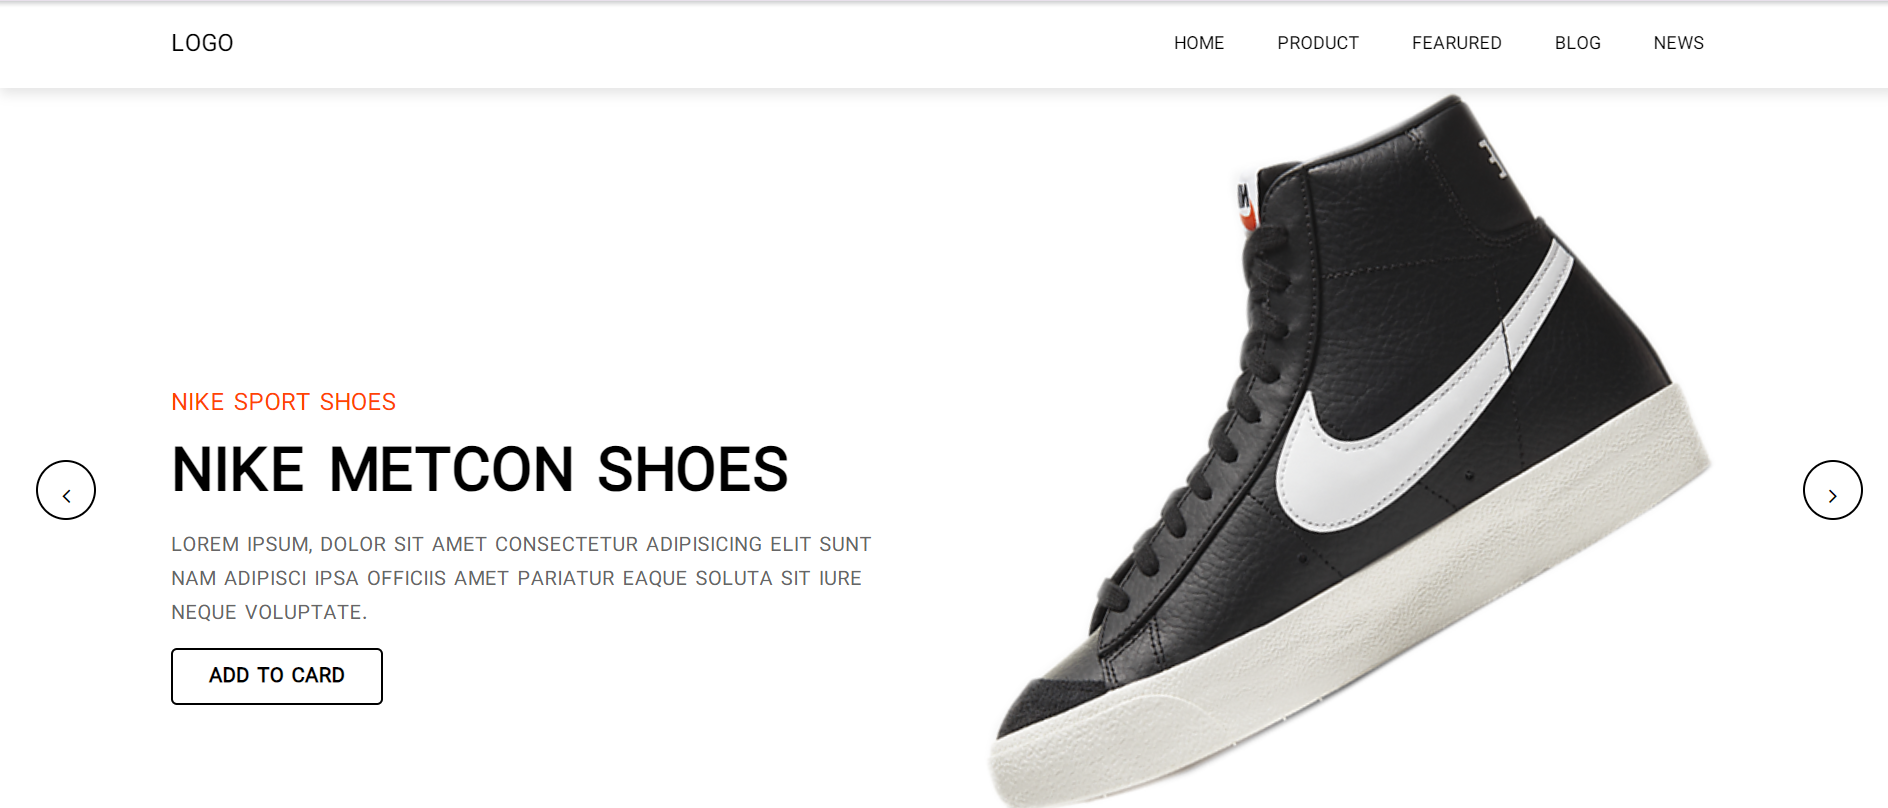 LOGO
HOME PRODUCT FEARURED BLOG NEWS
NIKE SPORT SHOES
NIKE METCON SHOES
LOREM IPSUM, DOLOR SIT AMET CONSECTETUR ADIPISICING ELIT SUNT
NAM ADIPISCI IPSA OFFICIIS AMET PARIATUR EAQUE SOLUTA SIT IURE
NEQUE VOLUPTATE.
ADD TO CARD